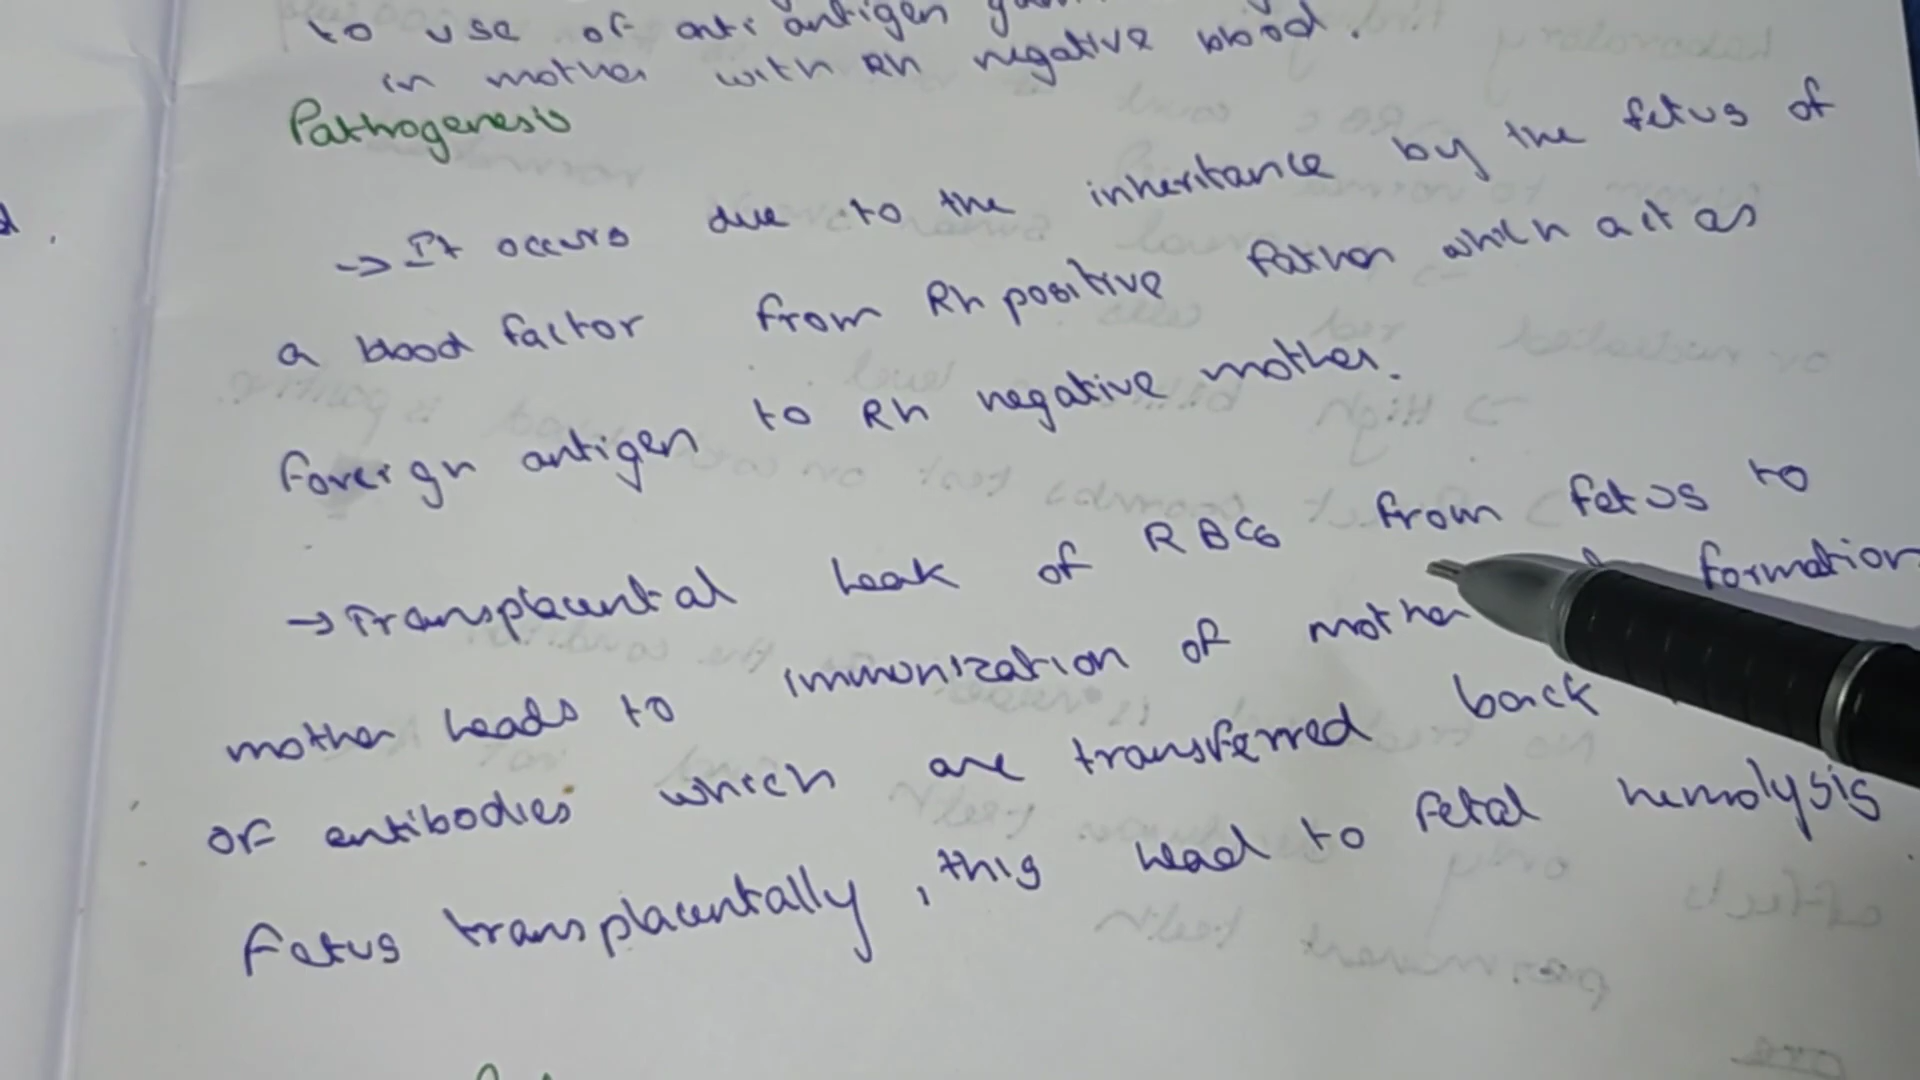 to use of anti antigen
in mother with Rh negative blood.
Pathogenesis
→ It occurs due to the inheritance by the fetus of
a blood factor from Rh positive father which act as
foreign antigen to Rh negative mother.
→ Transplacental leak of RBCs from fetus to
mother leads to immunization of mother formation
of antibodies which are transferred back
fetus transplacentally, this lead to fetal hemolysis